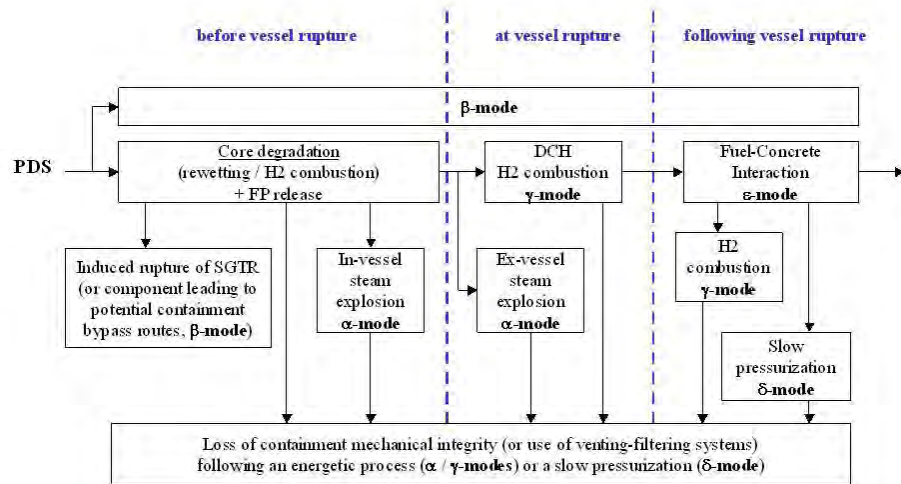 before vessel rupture
at vessel rupture
following vessel rupture
β-mode
PDS
Core degradation
(rewetting / H2 combustion)
+ FP release
DCH
H2 combustion
γ-mode
Fuel-Concrete
Interaction
ε-mode
Induced rupture of SGTR
(or component leading to
potential containment
bypass routes, β-mode)
In-vessel
steam
explosion
α-mode
Ex-vessel
steam
explosion
α-mode
H2
combustion
γ-mode
Slow
pressurization
δ-mode
Loss of containment mechanical integrity (or use of venting-filtering systems)
following an energetic process (α / γ-modes) or a slow pressurization (δ-mode)